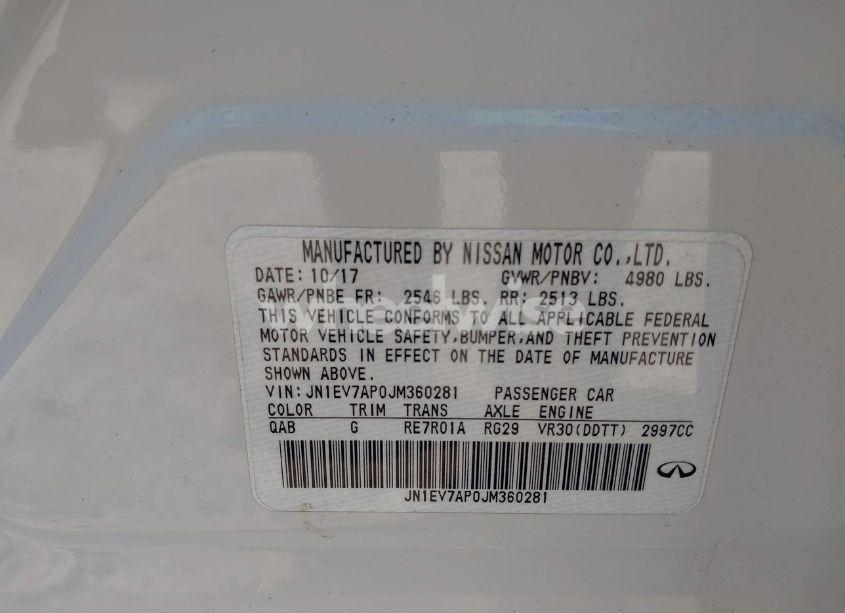 MANUFACTURED BY NISSAN MOTOR CO.,LTD.
DATE: 10/17 GVWR/PNBV: 4980 LBS.
GAWR/PNBE FR: 2546 LBS. RR: 2513 LBS.
THIS VEHICLE CONFORMS TO ALL APPLICABLE FEDERAL
MOTOR VEHICLE SAFETY,BUMPER,AND THEFT PREVENTION
STANDARDS IN EFFECT ON THE DATE OF MANUFACTURE
SHOWN ABOVE.
VIN: JN1EV7AP0JM360281 PASSENGER CAR
COLOR TRIM TRANS AXLE ENGINE
QAB G RE7R01A RG29 VR30(DDTT) 2997CC
JN1EV7AP0JM360281